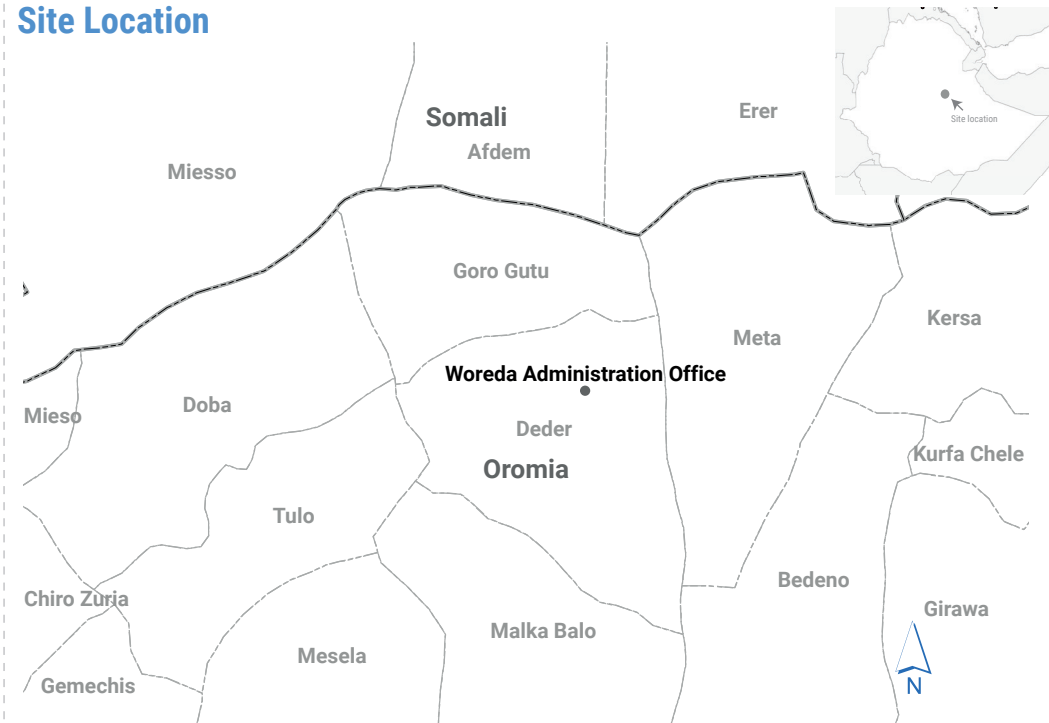 Site Location
Site location
Somali
Afdem
Erer
Miesso
Goro Gutu
Kersa
Meta
Woreda Administration Office
Mieso
Doba
Deder
Oromia
Kurfa Chele
Tulo
Bedeno
Chiro Zuria
Girawa
Malka Balo
Mesela
Gemechis
N